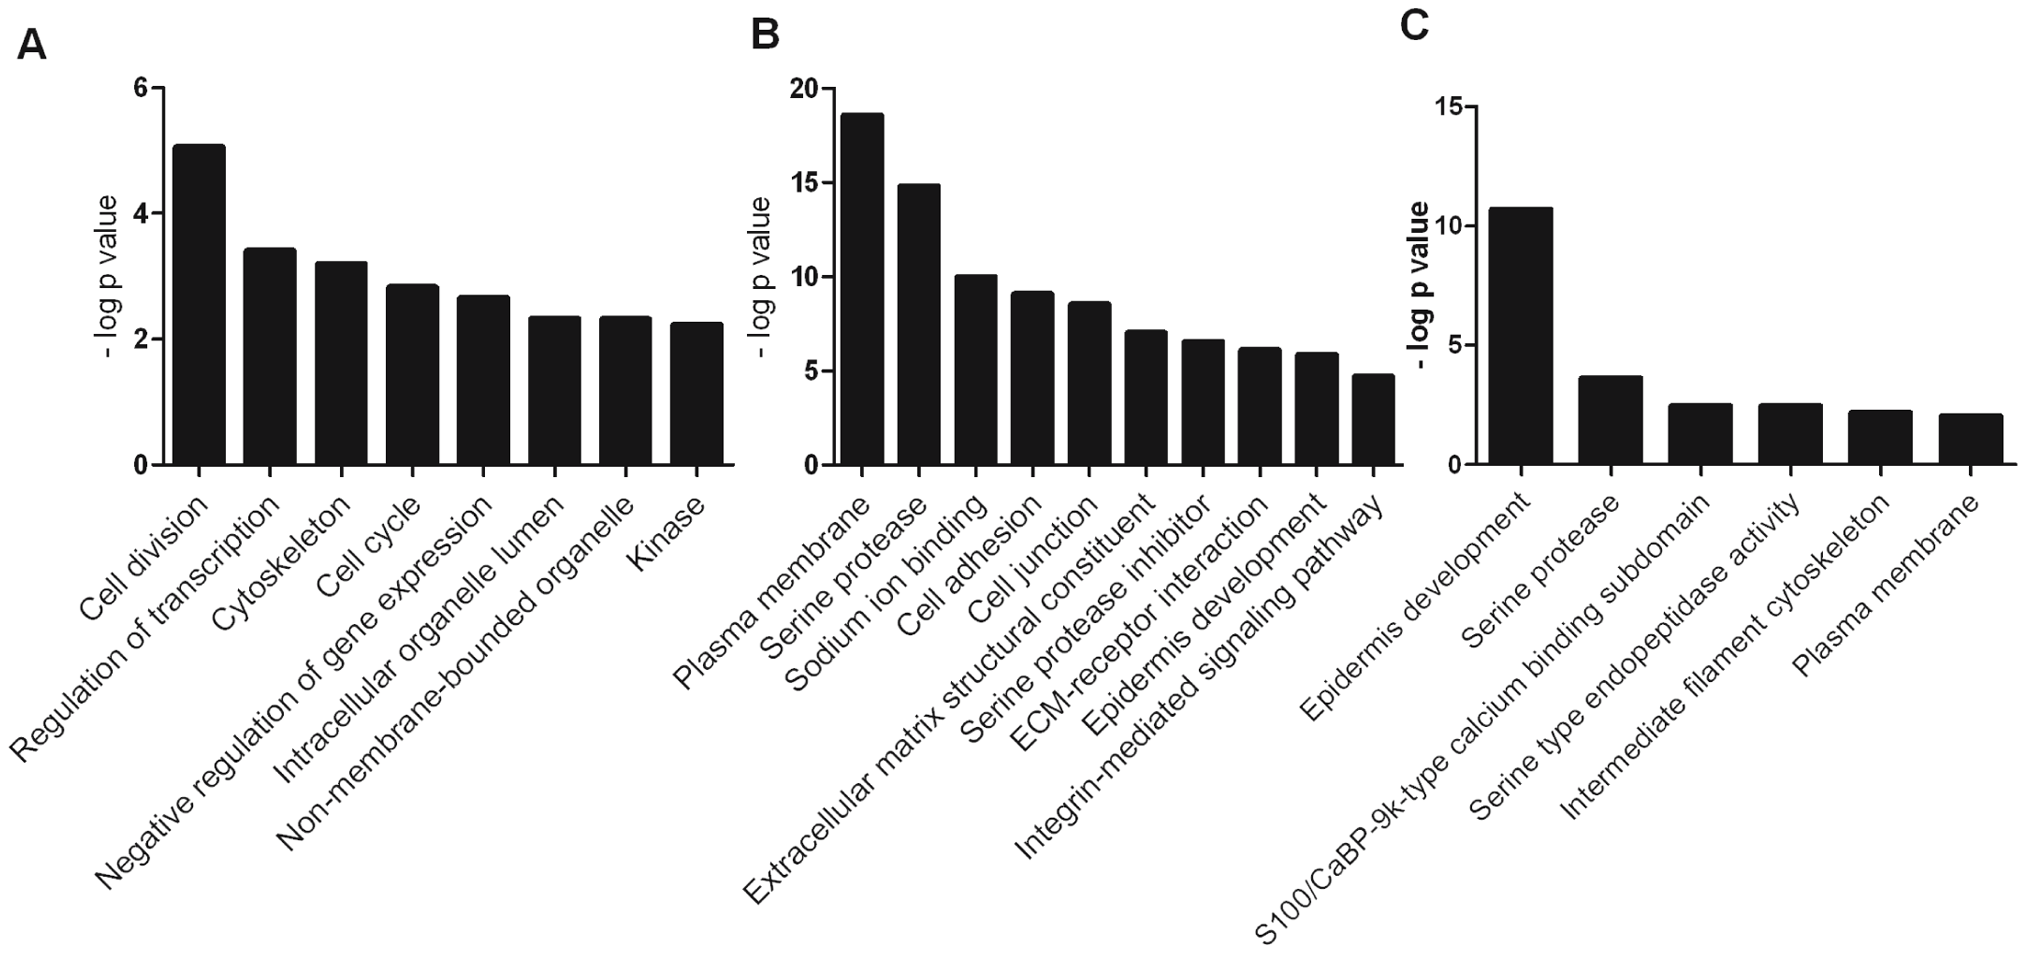 A
6
4
2
0
- log p value
Cell division
Regulation of transcription
Cytoskeleton
Cell cycle
Negative regulation of gene expression
Intracellular organelle lumen
Non-membrane-bounded organelle
Kinase
B
20
15
10
5
0
- log p value
Plasma membrane
Serine protease
Sodium ion binding
Cell adhesion
Cell junction
Extracellular matrix structural constituent
Serine protease inhibitor
ECM-receptor interaction
Epidermis development
Integrin-mediated signaling pathway
C
15
10
5
0
- log p value
Epidermis development
Serine protease
S100/CaBP-9k-type calcium binding subdomain
Serine type endopeptidase activity
Intermediate filament cytoskeleton
Plasma membrane